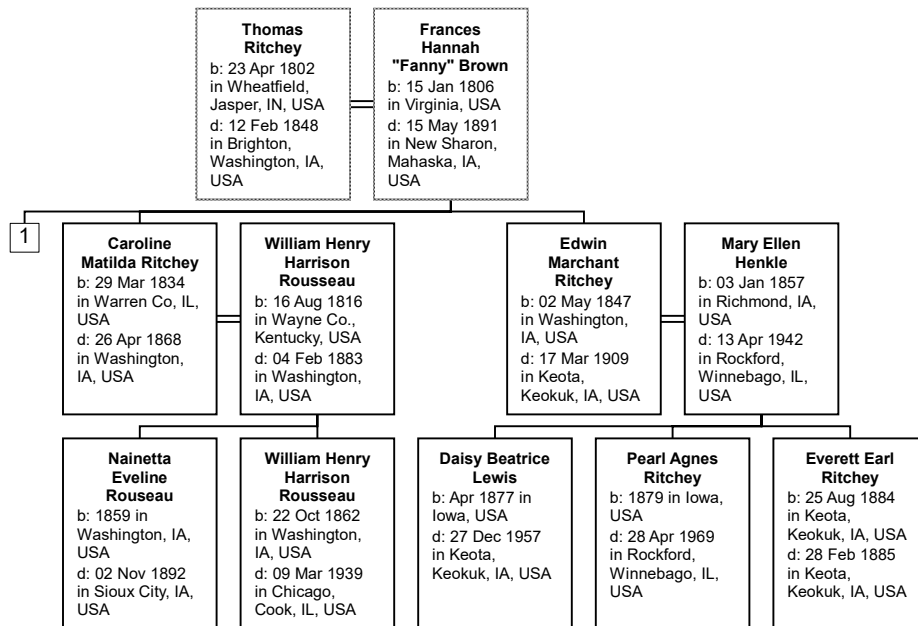 Thomas
Ritchey
b: 23 Apr 1802
in Wheatfield,
Jasper, IN, USA
d: 12 Feb 1848
in Brighton,
Washington, IA,
USA
Frances
Hannah
"Fanny" Brown
b: 15 Jan 1806
in Virginia, USA
d: 15 May 1891
in New Sharon,
Mahaska, IA,
USA
1
Caroline
Matilda Ritchey
b: 29 Mar 1834
in Warren Co, IL,
USA
d: 26 Apr 1868
in Washington,
IA, USA
William Henry
Harrison
Rousseau
b: 16 Aug 1816
in Wayne Co.,
Kentucky, USA
d: 04 Feb 1883
in Washington,
IA, USA
Edwin
Marchant
Ritchey
b: 02 May 1847
in Washington,
IA, USA
d: 17 Mar 1909
in Keota,
Keokuk, IA, USA
Mary Ellen
Henkle
b: 03 Jan 1857
in Richmond, IA,
USA
d: 13 Apr 1942
in Rockford,
Winnebago, IL,
USA
Nainetta
Eveline
Rouseau
b: 1859 in
Washington, IA,
USA
d: 02 Nov 1892
in Sioux City, IA,
USA
William Henry
Harrison
Rousseau
b: 22 Oct 1862
in Washington,
IA, USA
d: 09 Mar 1939
in Chicago,
Cook, IL, USA
Daisy Beatrice
Lewis
b: Apr 1877 in
Iowa, USA
d: 27 Dec 1957
in Keota,
Keokuk, IA, USA
Pearl Agnes
Ritchey
b: 1879 in Iowa,
USA
d: 28 Apr 1969
in Rockford,
Winnebago, IL,
USA
Everett Earl
Ritchey
b: 25 Aug 1884
in Keota,
Keokuk, IA, USA
d: 28 Feb 1885
in Keota,
Keokuk, IA, USA